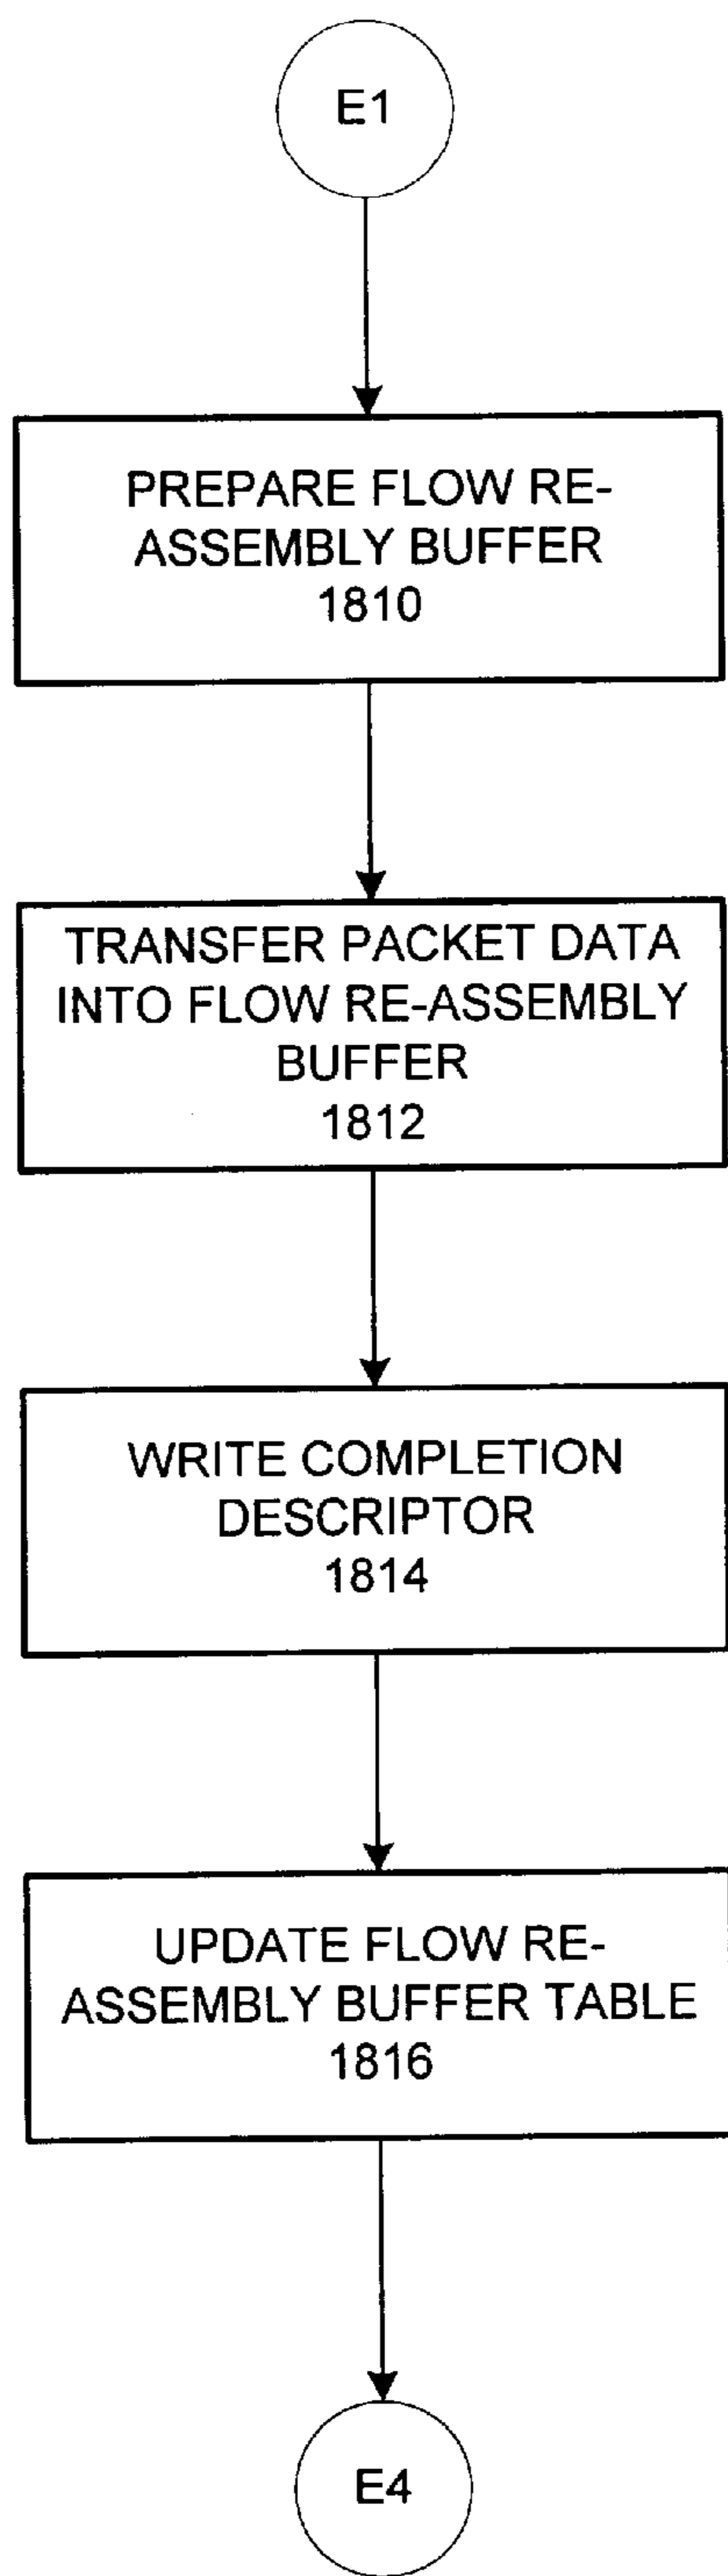 E1
PREPARE FLOW RE-
ASSEMBLY BUFFER
1810
TRANSFER PACKET DATA
INTO FLOW RE-ASSEMBLY
BUFFER
1812
WRITE COMPLETION
DESCRIPTOR
1814
UPDATE FLOW RE-
ASSEMBLY BUFFER TABLE
1816
E4